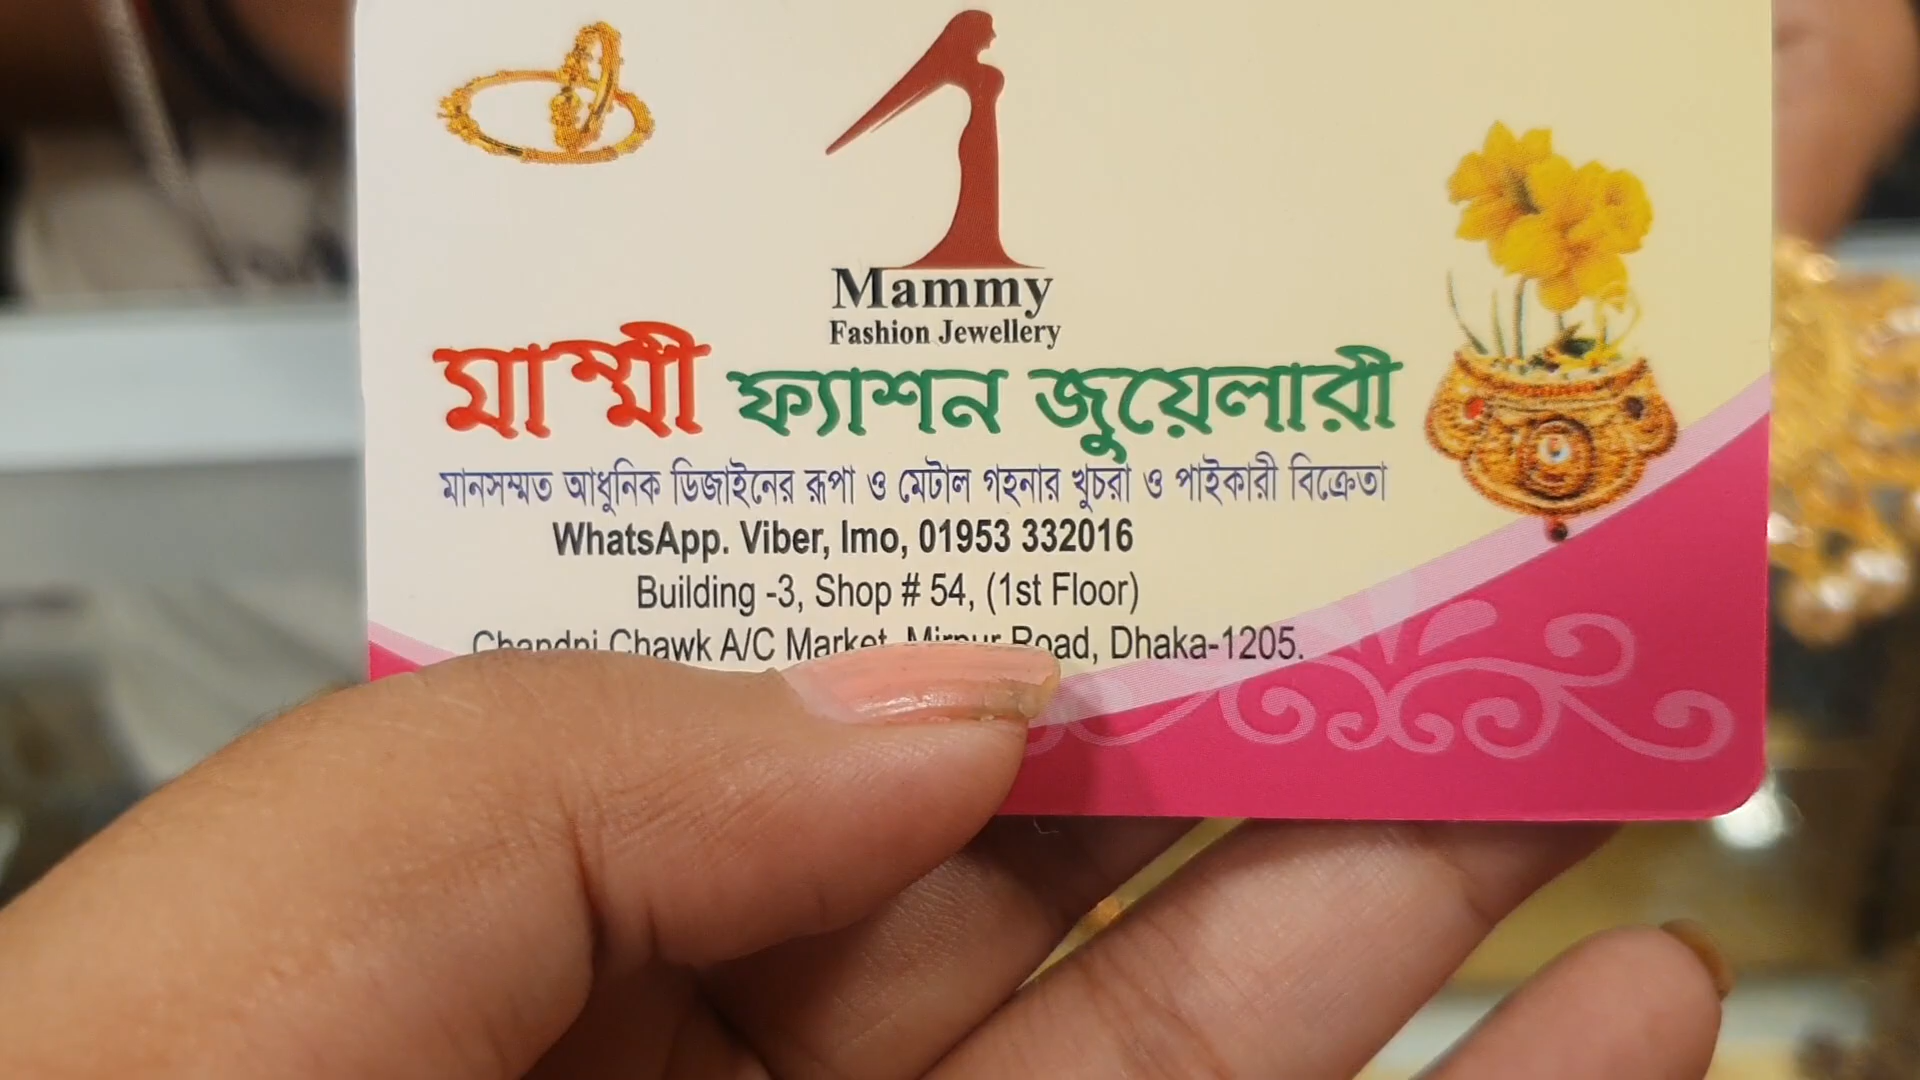 Mammy
Fashion Jewellery
মাম্মী ফ্যাশন জুয়েলারী
মানসম্মত আধুনিক ডিজাইনের রূপা ও মেটাল গহনার খুচরা ও পাইকারী বিক্রেতা
WhatsApp. Viber, Imo, 01953 332016
Building -3, Shop # 54, (1st Floor)
Chandni Chawk A/C Market, Mirpur Road, Dhaka-1205.